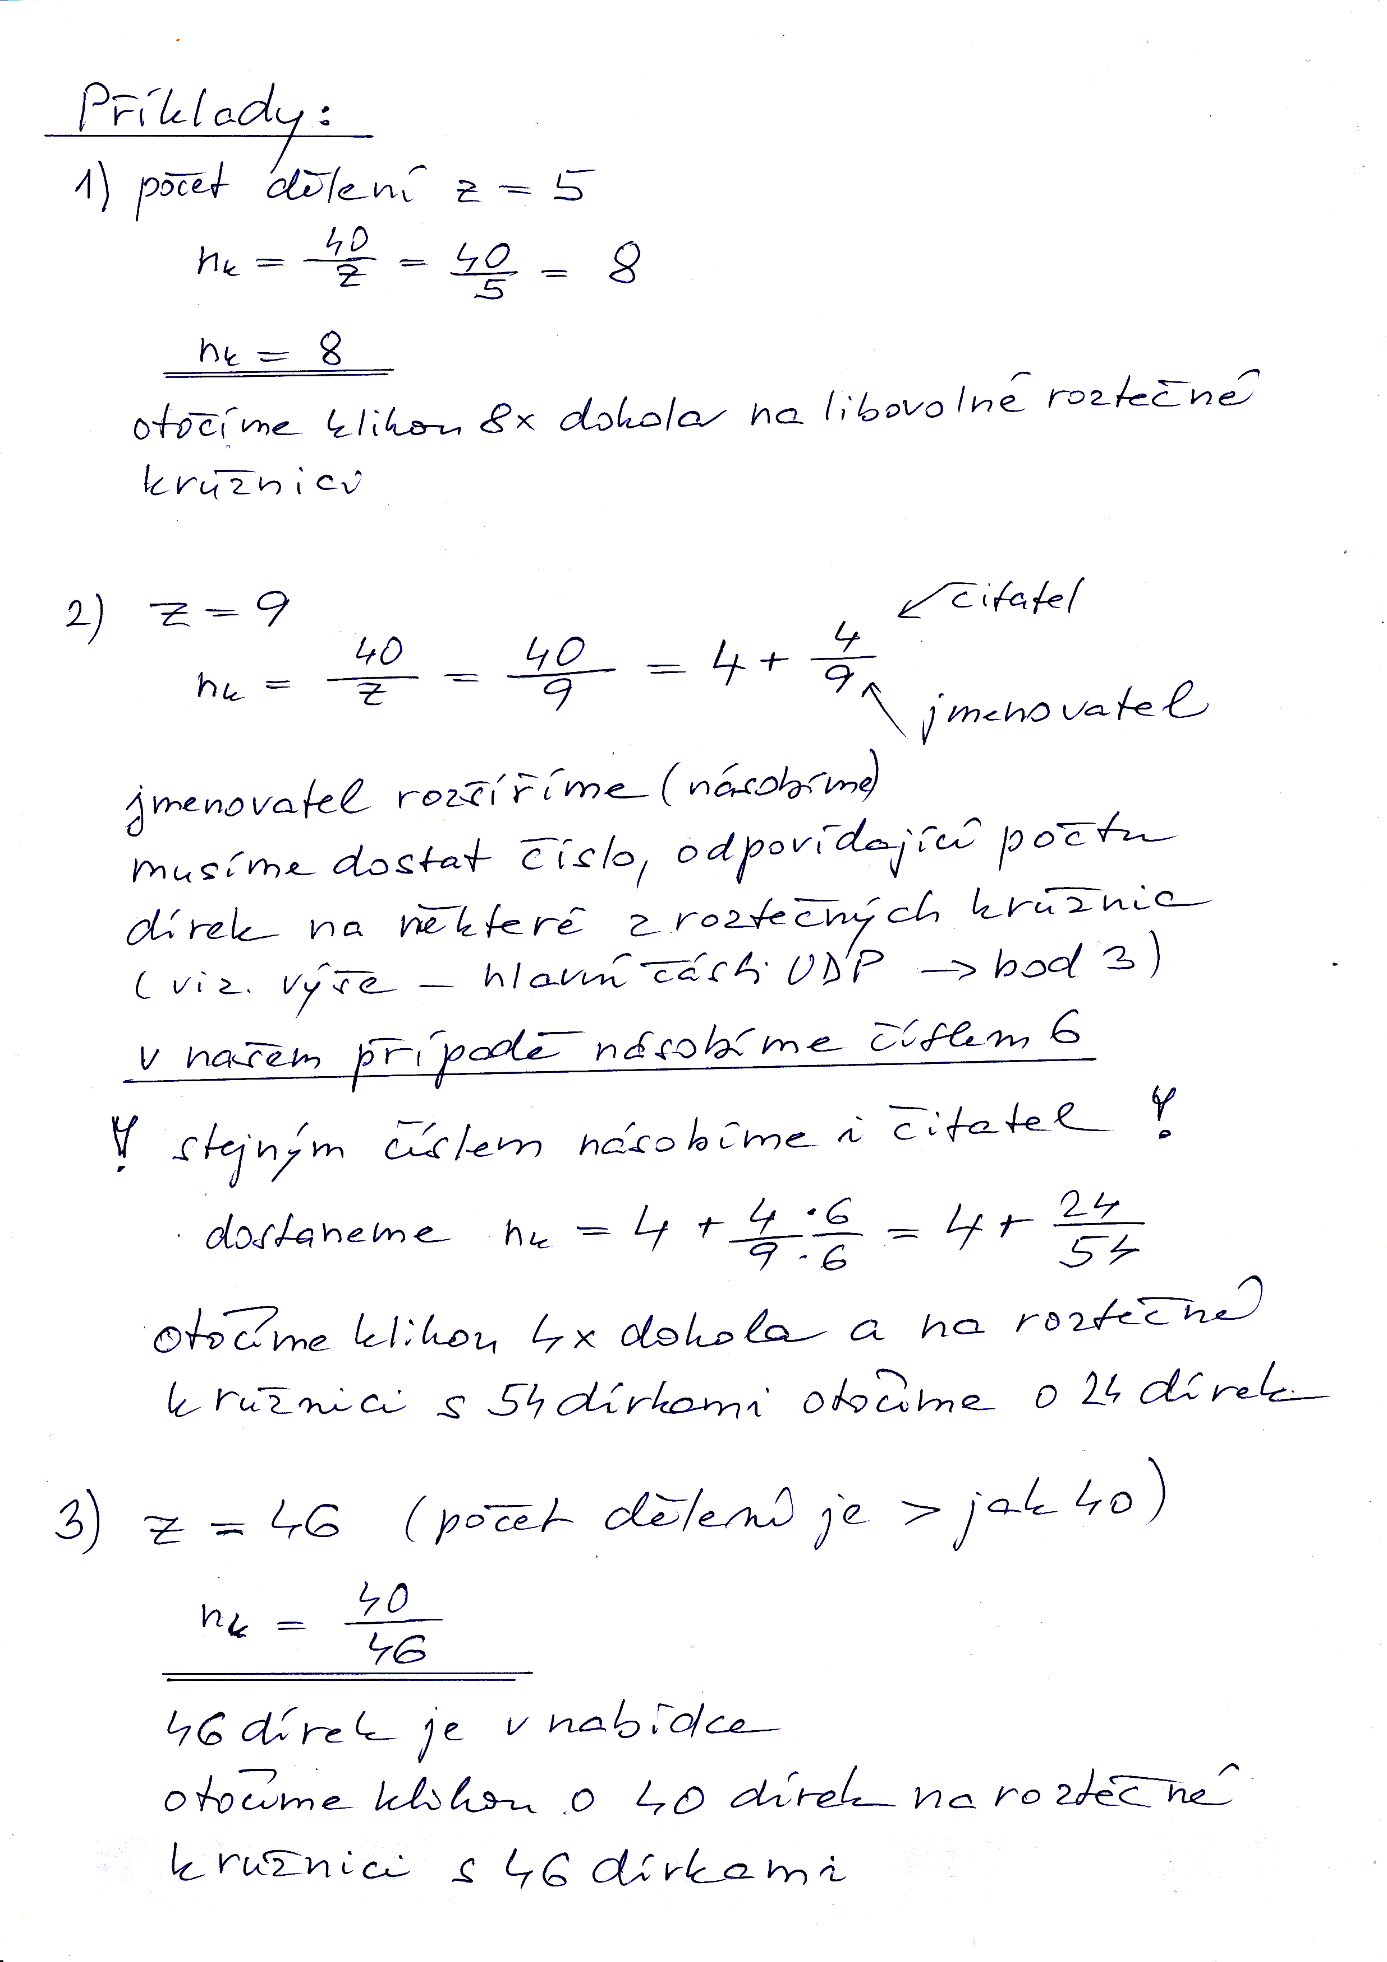 Příklady:
1) počet dělení z = 5
nk = 40/z = 40/5 = 8
nk = 8
otočíme klikou 8x dokola na libovolné roztečné
kružnici
2) z = 9
nk = 40/z = 40/9 = 4 + 4/9
čitatel
jmenovatel
jmenovatel rozšíříme (násobíme)
musíme dostat číslo, odpovídající počtu
dírek na některé z roztečných kružnic
(viz. výše – hlavní části UDP → bod 3)
v našem případě násobíme číslem 6
! stejným číslem násobíme i čitatel !
dostaneme nk = 4 + 4·6/9·6 = 4 + 24/54
otočíme klikou 4x dokola a na roztečné
kružnici s 54 dírkami otočíme o 24 dírek
3) z = 46 (počet dělení je > jak 40)
nk = 40/46
46 dírek je v nabídce
otočíme klikou o 40 dírek na roztečné
kružnici s 46 dírkami